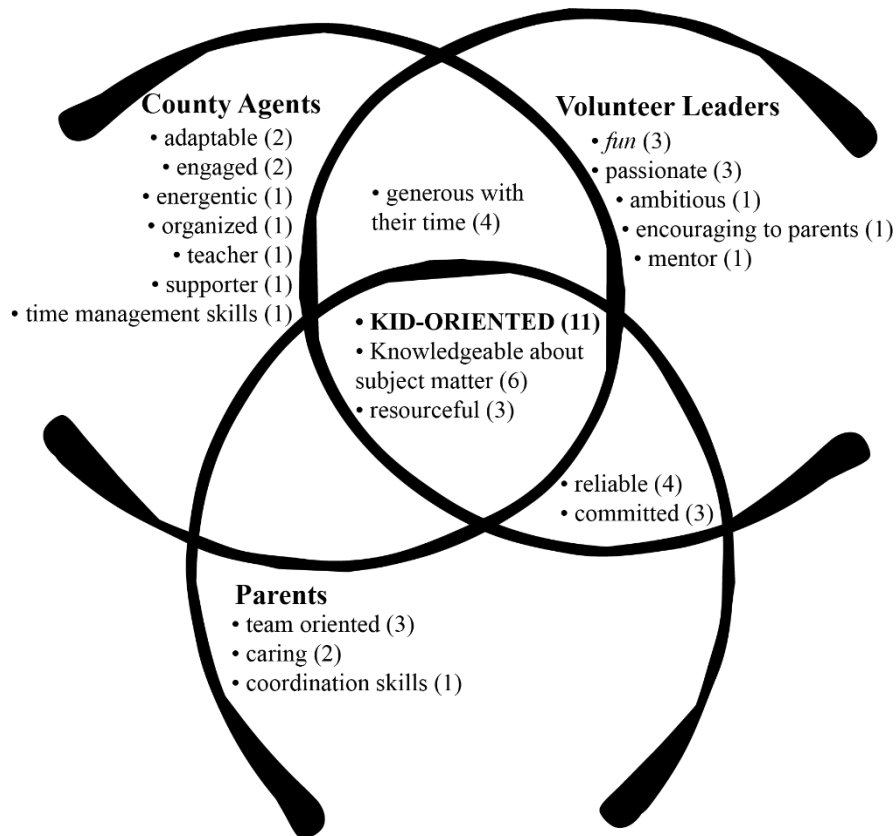 County Agents
• adaptable (2)
• engaged (2)
• energentic (1)
• organized (1)
• teacher (1)
• supporter (1)
• time management skills (1)
Volunteer Leaders
• fun (3)
• passionate (3)
• ambitious (1)
• encouraging to parents (1)
• mentor (1)
• generous with
their time (4)
• KID-ORIENTED (11)
• Knowledgeable about
subject matter (6)
• resourceful (3)
• reliable (4)
• committed (3)
Parents
• team oriented (3)
• caring (2)
• coordination skills (1)